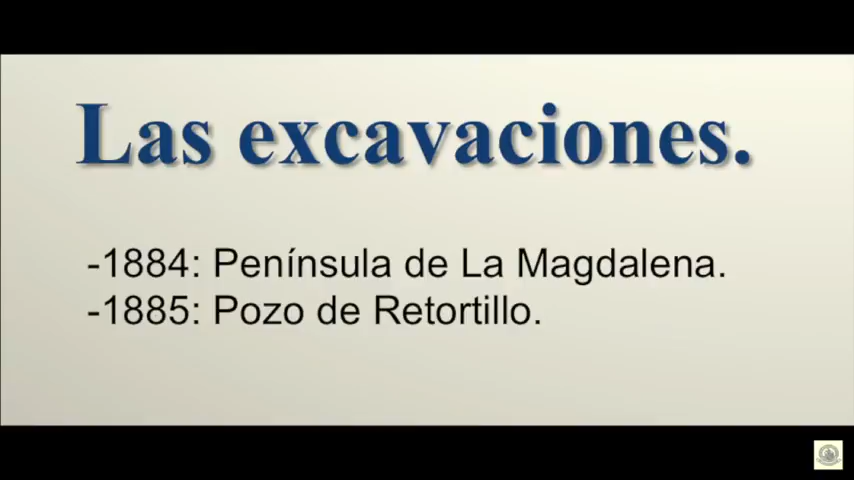 Las excavaciones.
-1884: Península de La Magdalena.
-1885: Pozo de Retortillo.